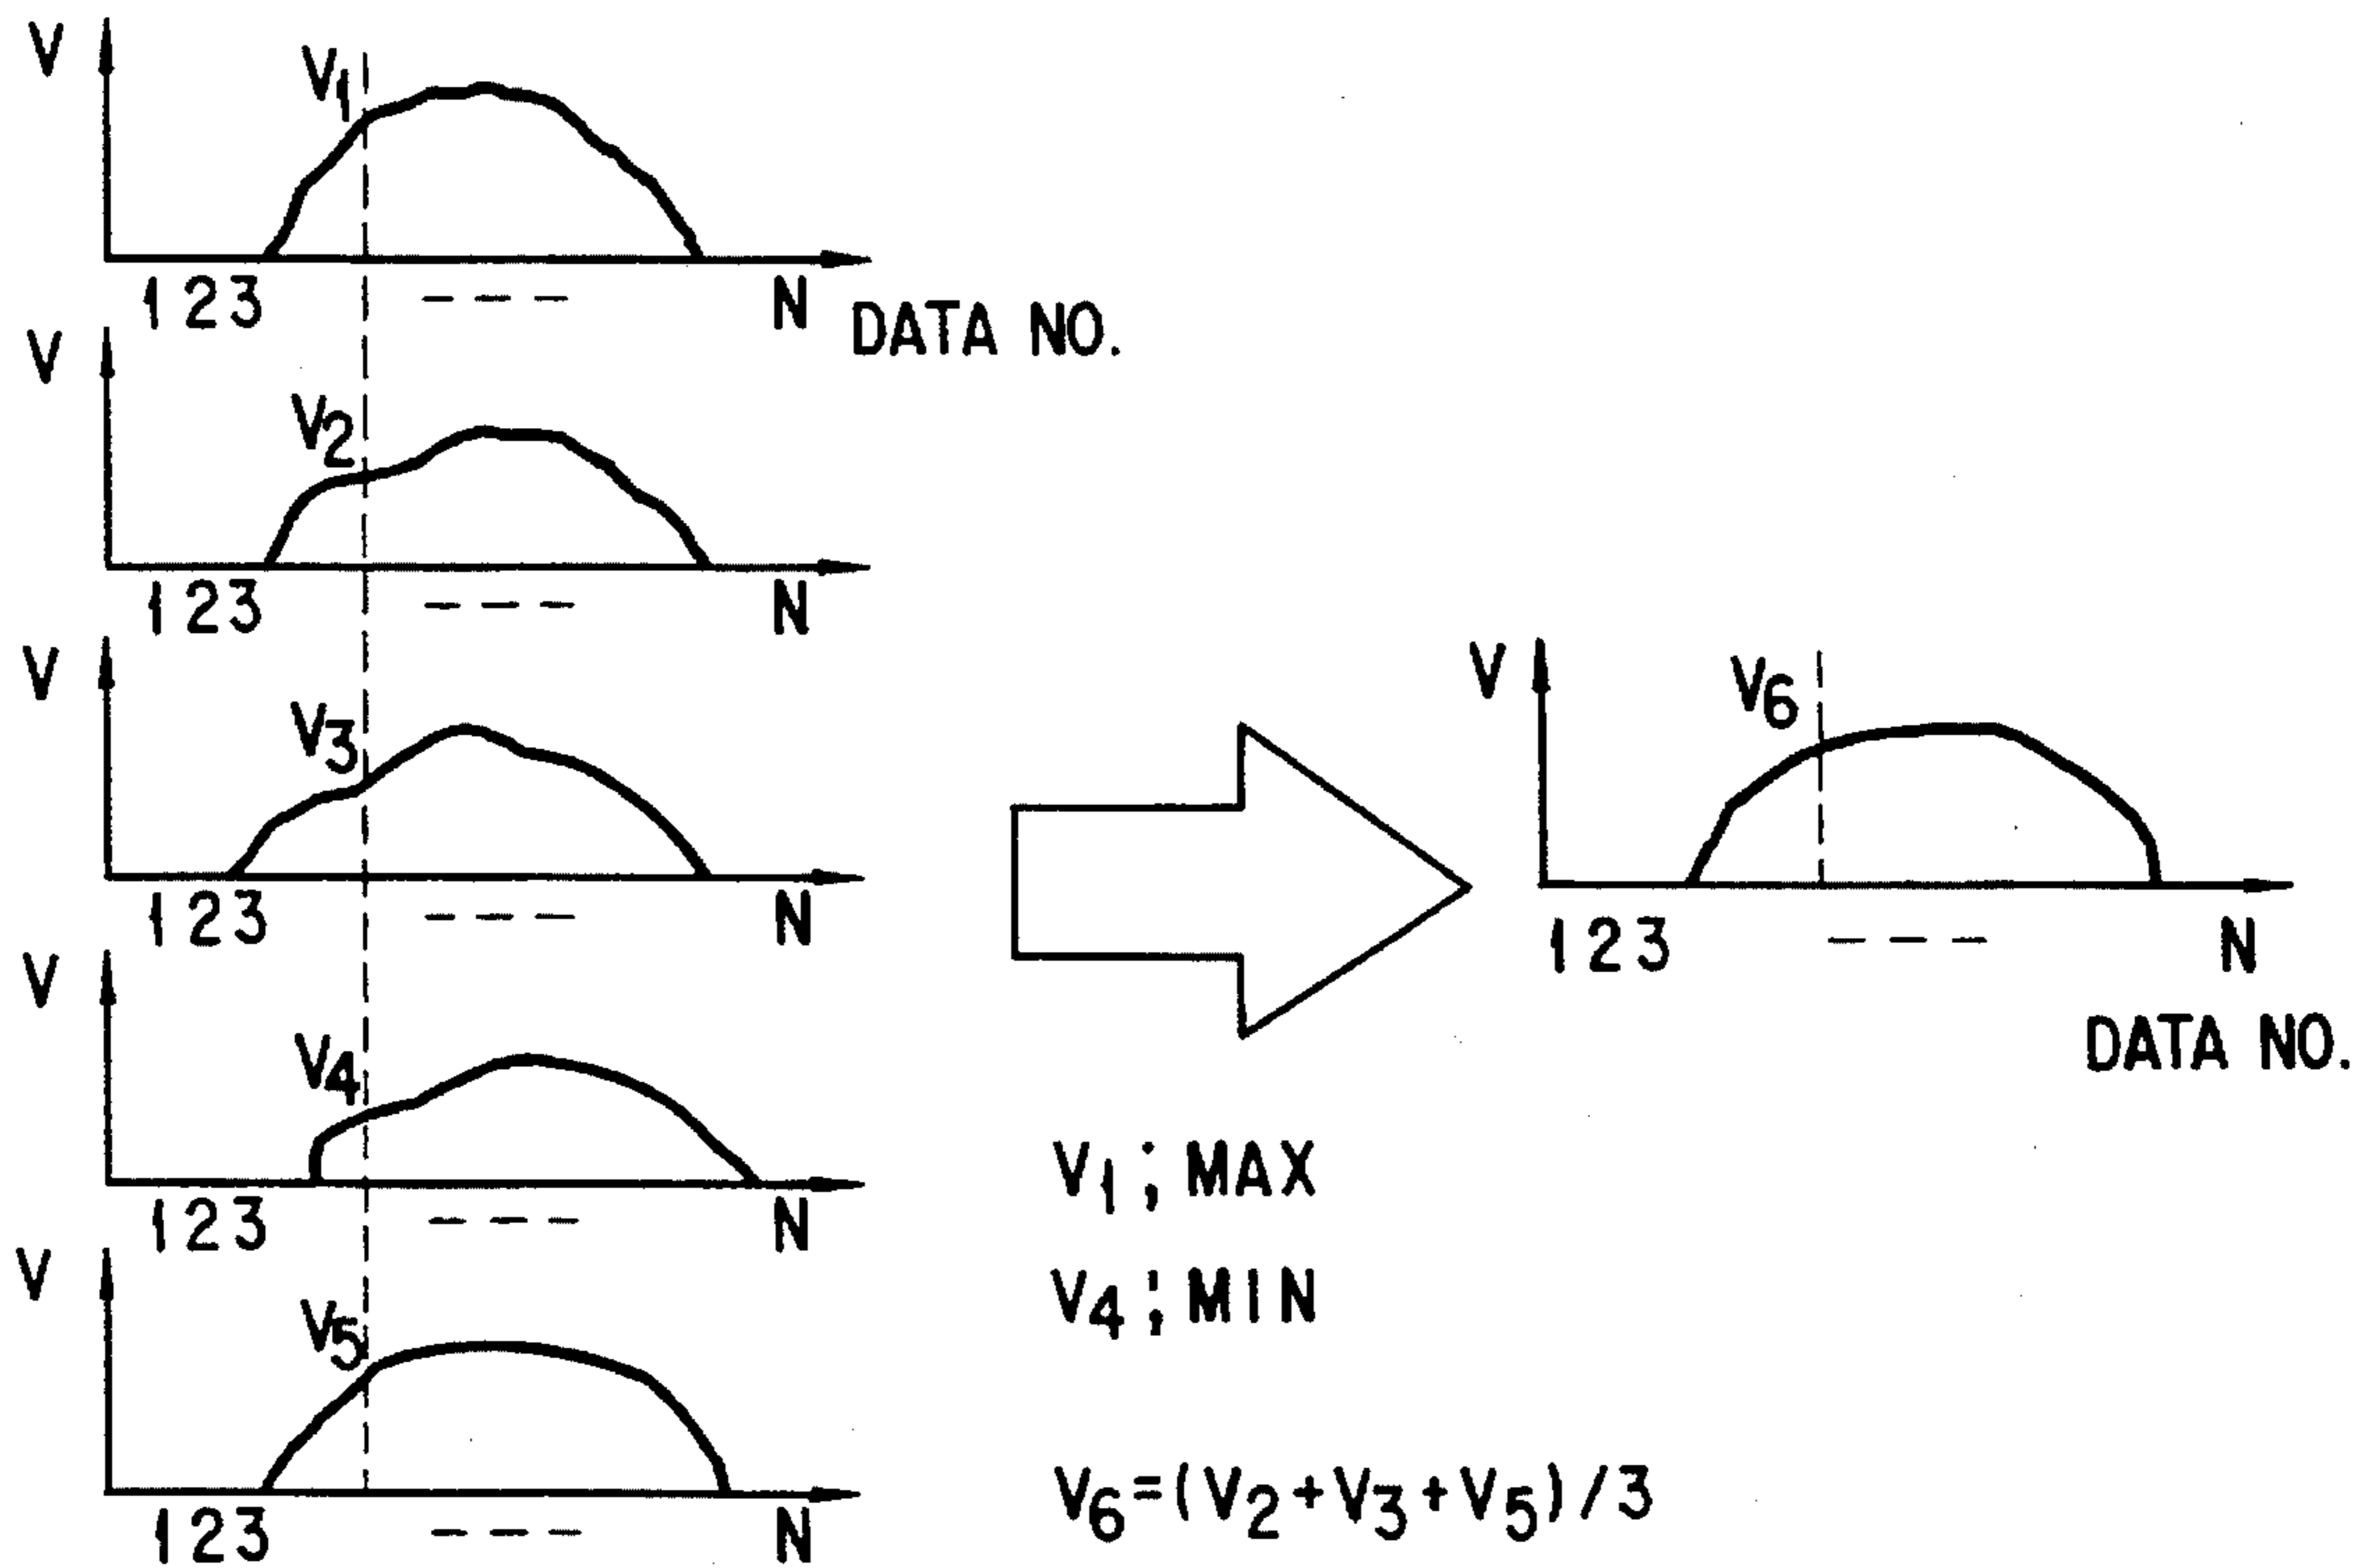 V
V1
1 2 3 --- N
DATA NO.
V
V2
1 2 3 --- N
V
V3
1 2 3 --- N
V
V4
1 2 3 --- N
V
V5
1 2 3 --- N
V
V6
1 2 3 --- N
DATA NO.
V1 ; MAX
V4 ; MIN
V6=(V2+V3+V5)/3